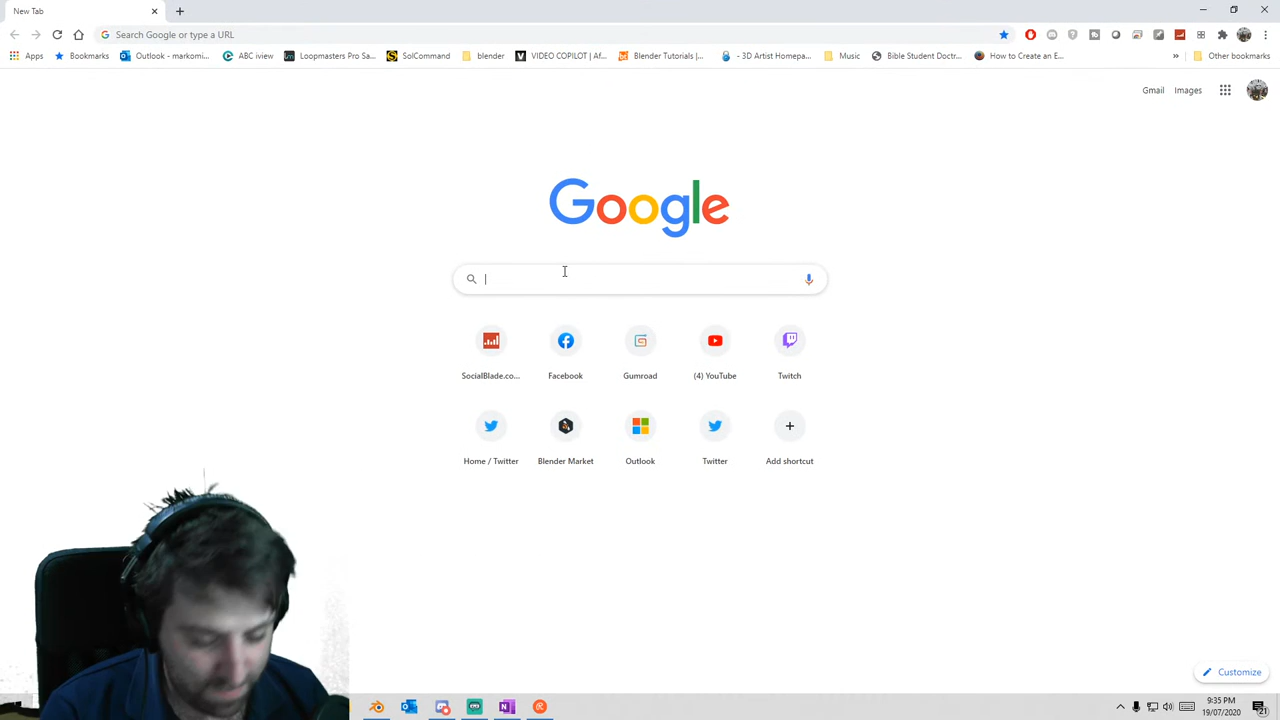 New Tab
Search Google or type a URL
Apps Bookmarks Outlook - markomi... ABC iview Loopmasters Pro Sa... SolCommand blender VIDEO COPILOT | Af... Blender Tutorials |... - 3D Artist Homepa... Music Bible Student Doctr... How to Create an E... » Other bookmarks
Gmail Images
Google
SocialBlade.co... Facebook Gumroad (4) YouTube Twitch
Home / Twitter Blender Market Outlook Twitter Add shortcut
Customize
9:35 PM
19/07/2020
21